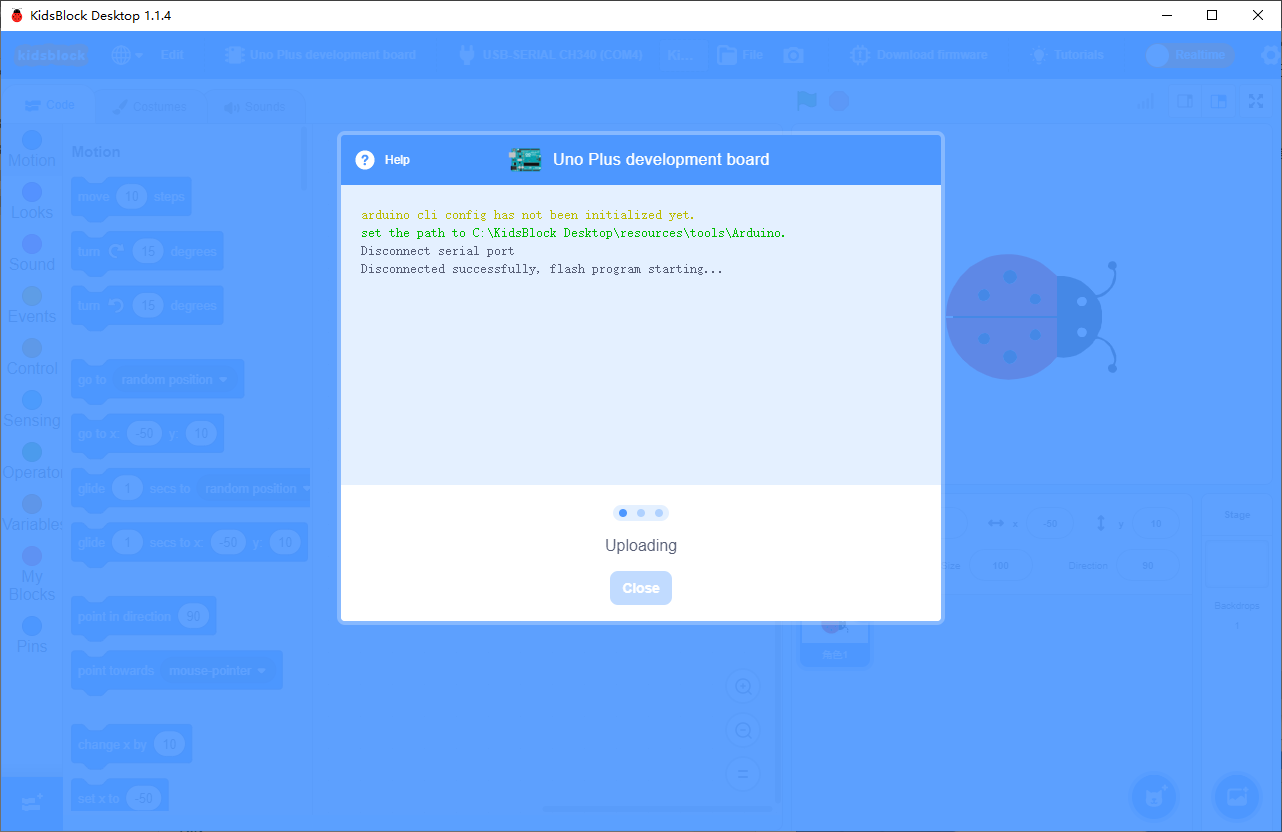 KidsBlock Desktop 1.1.4
kidsblock
Edit
Uno Plus development board
USB-SERIAL CH340 (COM4)
Ki...
File
Download firmware
Tutorials
Realtime
Code
Costumes
Sounds
Motion
Looks
Sound
Events
Control
Sensing
Operator
Variables
My
Blocks
Pins
Motion
move 10 steps
turn 15 degrees
turn 15 degrees
go to random position
go to x: -50 y: 10
glide 1 secs to random position
glide 1 secs to x: -50 y: 10
point in direction 90
point towards mouse-pointer
change x by 10
set x to -50
? Help
Uno Plus development board
arduino cli config has not been initialized yet.
set the path to C:\KidsBlock Desktop\resources\tools\Arduino.
Disconnect serial port
Disconnected successfully, flash program starting...
Uploading
Close
x -50 y 10
Size 100 Direction 90
角色1
Stage
Backdrops
1